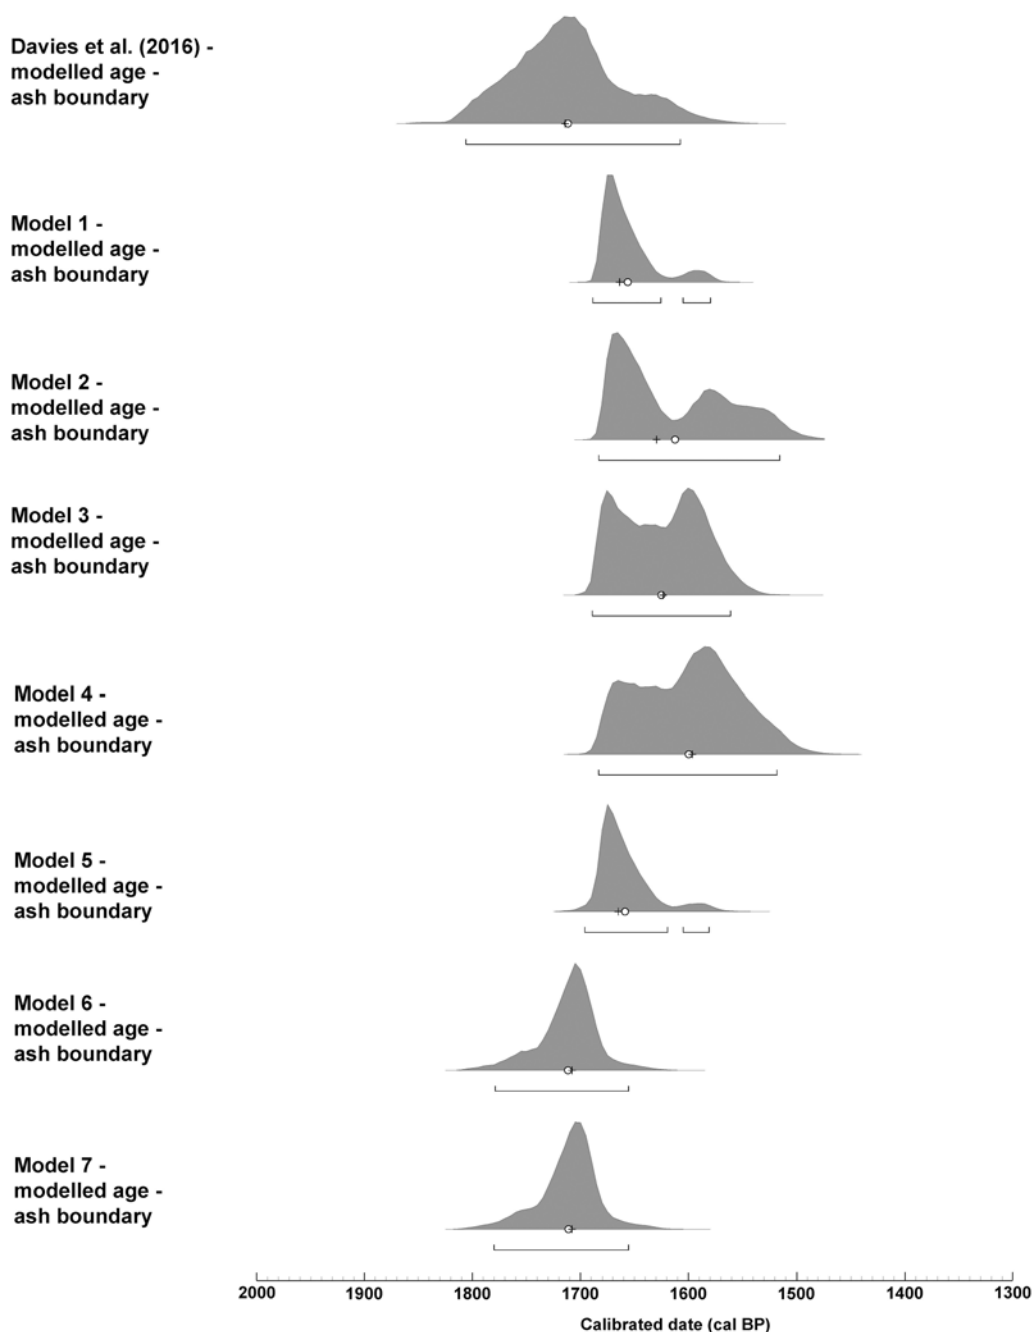 Davies et al. (2016) -
modelled age -
ash boundary
Model 1 -
modelled age -
ash boundary
Model 2 -
modelled age -
ash boundary
Model 3 -
modelled age -
ash boundary
Model 4 -
modelled age -
ash boundary
Model 5 -
modelled age -
ash boundary
Model 6 -
modelled age -
ash boundary
Model 7 -
modelled age -
ash boundary
2000 1900 1800 1700 1600 1500 1400 1300
Calibrated date (cal BP)